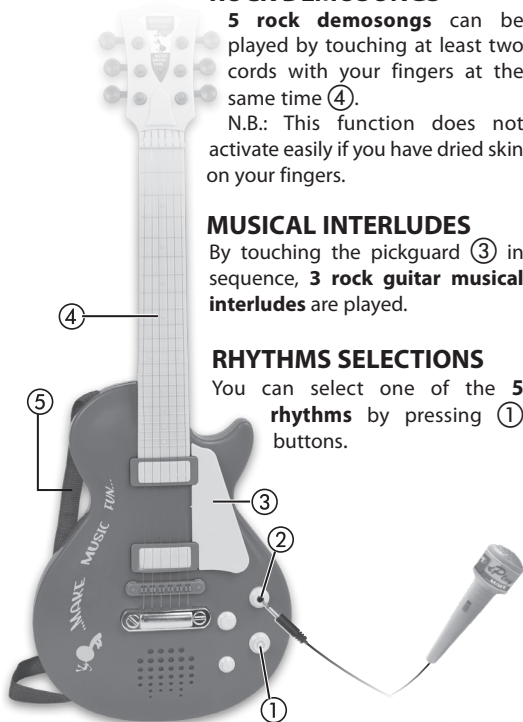 ROCK DEMOSONGS
5 rock demosongs can be
played by touching at least two
cords with your fingers at the
same time ④.
N.B.: This function does not
activate easily if you have dried skin
on your fingers.
MUSICAL INTERLUDES
By touching the pickguard ③ in
sequence, 3 rock guitar musical
interludes are played.
RHYTHMS SELECTIONS
You can select one of the 5
rhythms by pressing ①
buttons.
④
⑤
③
②
①
...MAKE MUSIC FUN...